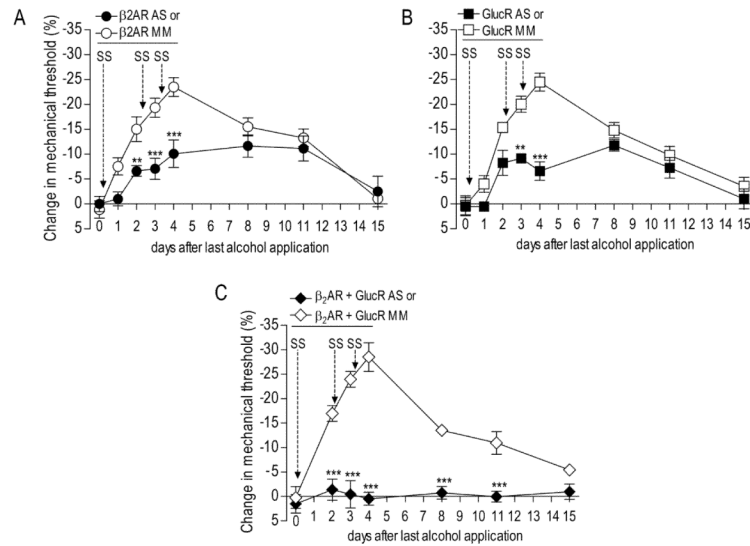 A
β2AR AS or
β2AR MM
SS
SS SS
Change in mechanical threshold (%)
-35
-30
-25
-20
-15
-10
-5
0
5
**
***
***
0 1 2 3 4 5 6 7 8 9 10 11 12 13 14 15
days after last alcohol application
B
GlucR AS or
GlucR MM
SS
SS SS
-35
-30
-25
-20
-15
-10
-5
0
5
**
***
0 1 2 3 4 5 6 7 8 9 10 11 12 13 14 15
days after last alcohol application
C
β₂AR + GlucR AS or
β₂AR + GlucR MM
SS
SS SS
Change in mechanical threshold (%)
-35
-30
-25
-20
-15
-10
-5
0
5
***
***
***
***
***
0 1 2 3 4 5 6 7 8 9 10 11 12 13 14 15
days after last alcohol application